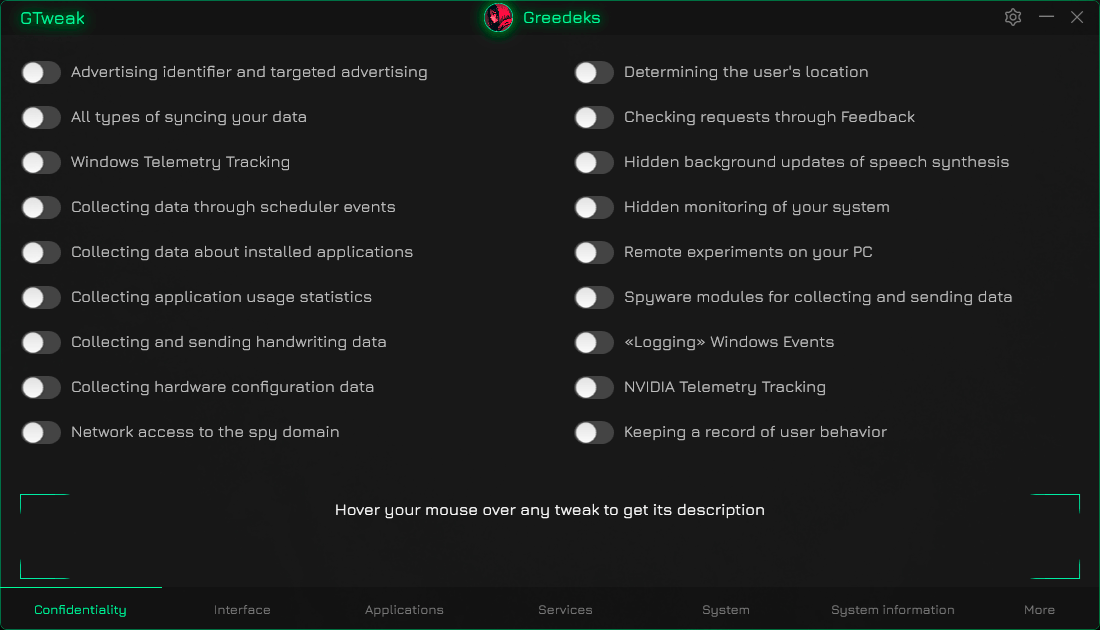 GTweak
Greedeks
Advertising identifier and targeted advertising
All types of syncing your data
Windows Telemetry Tracking
Collecting data through scheduler events
Collecting data about installed applications
Collecting application usage statistics
Collecting and sending handwriting data
Collecting hardware configuration data
Network access to the spy domain
Determining the user's location
Checking requests through Feedback
Hidden background updates of speech synthesis
Hidden monitoring of your system
Remote experiments on your PC
Spyware modules for collecting and sending data
«Logging» Windows Events
NVIDIA Telemetry Tracking
Keeping a record of user behavior
Hover your mouse over any tweak to get its description
Confidentiality
Interface
Applications
Services
System
System information
More